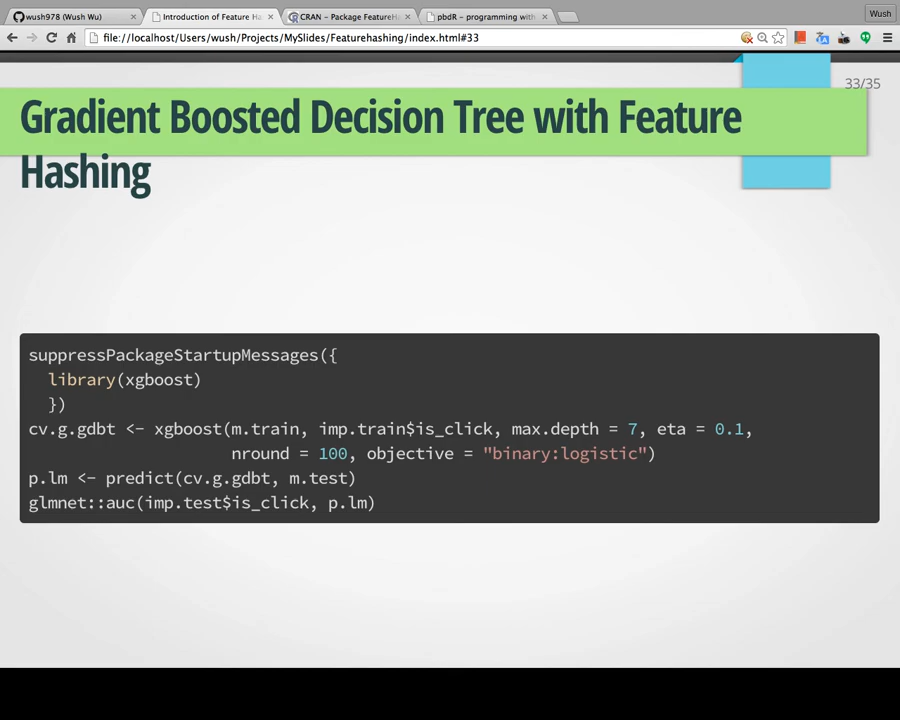 wush978 (Wush Wu)
Introduction of Feature Ha
CRAN - Package FeatureH
pbdR - programming with
Wush
file://localhost/Users/wush/Projects/MySlides/Featurehashing/index.html#33
33/35
Gradient Boosted Decision Tree with Feature
Hashing
suppressPackageStartupMessages({
library(xgboost)
})
cv.g.gdbt <- xgboost(m.train, imp.train$is_click, max.depth = 7, eta = 0.1,
nround = 100, objective = "binary:logistic")
p.lm <- predict(cv.g.gdbt, m.test)
glmnet::auc(imp.test$is_click, p.lm)